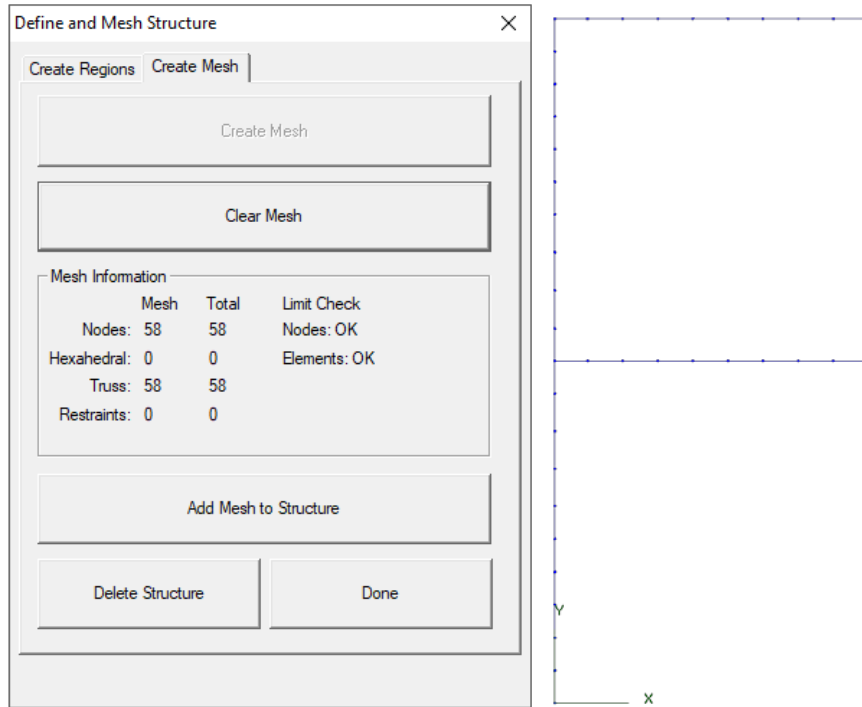 Define and Mesh Structure
Create Regions Create Mesh
Create Mesh
Clear Mesh
Mesh Information
Mesh Total Limit Check
Nodes: 58 58 Nodes: OK
Hexahedral: 0 0 Elements: OK
Truss: 58 58
Restraints: 0 0
Add Mesh to Structure
Delete Structure Done
Y
X